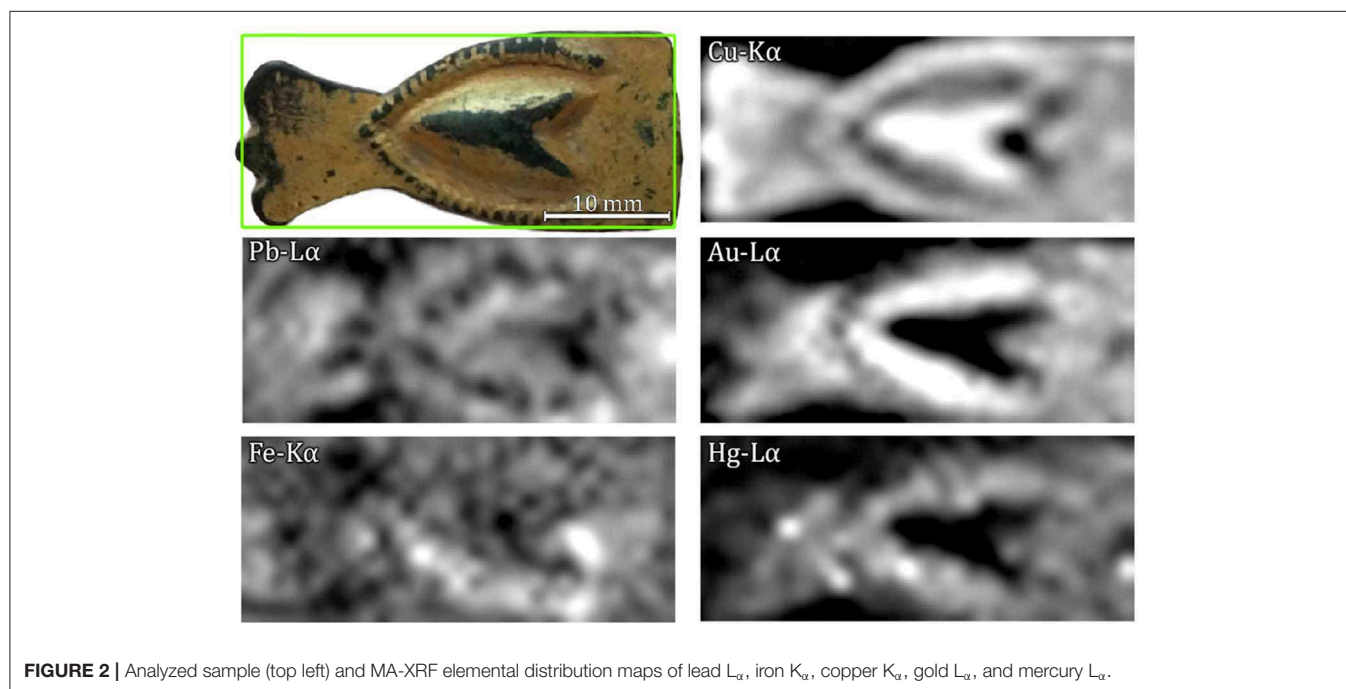 10 mm
Cu-Kα
Pb-Lα
Au-Lα
Fe-Kα
Hg-Lα
FIGURE 2 | Analyzed sample (top left) and MA-XRF elemental distribution maps of lead Lα, iron Kα, copper Kα, gold Lα, and mercury Lα.